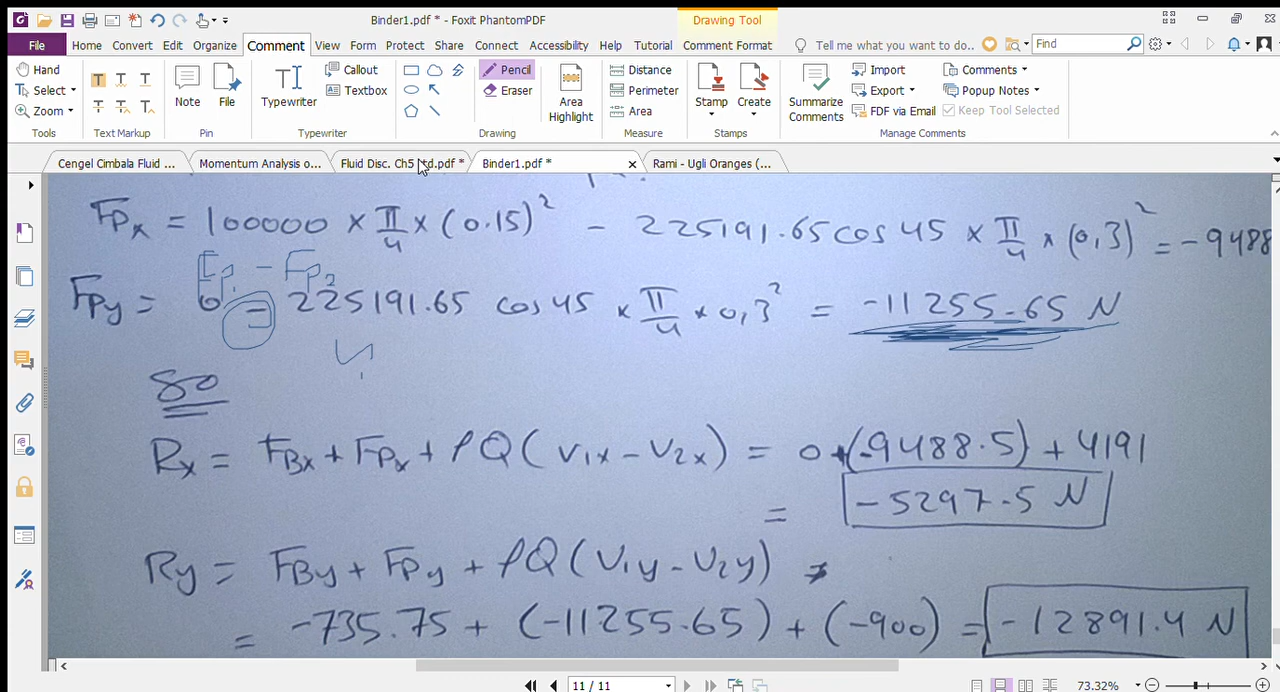 Binder1.pdf * - Foxit PhantomPDF
Drawing Tool
File Home Convert Edit Organize Comment View Form Protect Share Connect Accessibility Help Tutorial Comment Format Tell me what you want to do.. Find
Hand Select Zoom Tools
Text Markup
Note File Pin
Typewriter Callout Textbox Typewriter
Pencil Eraser Drawing
Area Highlight Distance Perimeter Area Measure
Stamp Create Stamps
Summarize Comments Import Export FDF via Email Comments Popup Notes Keep Tool Selected Manage Comments
Cengel Cimbala Fluid ... Momentum Analysis o... Fluid Disc. Ch5 td.pdf * Binder1.pdf * Rami - Ugli Oranges (...
FPx = 100000 × π/4 × (0.15)² - 225191.65 cos 45 × π/4 × (0,3)² = -9488
FP1 - FP2
FPy = 0 - 225191.65 cos 45 × π/4 × 0,3² = -11255.65 N
So
Rx = FBx + FPx + ρQ(V1x - V2x) = 0 + (-9488.5) + 4191
= -5297.5 N
Ry = FBy + FPy + ρQ(V1y - V2y)
= -735.75 + (-11255.65) + (-900) = -12891.4 N
11 / 11
73.32%